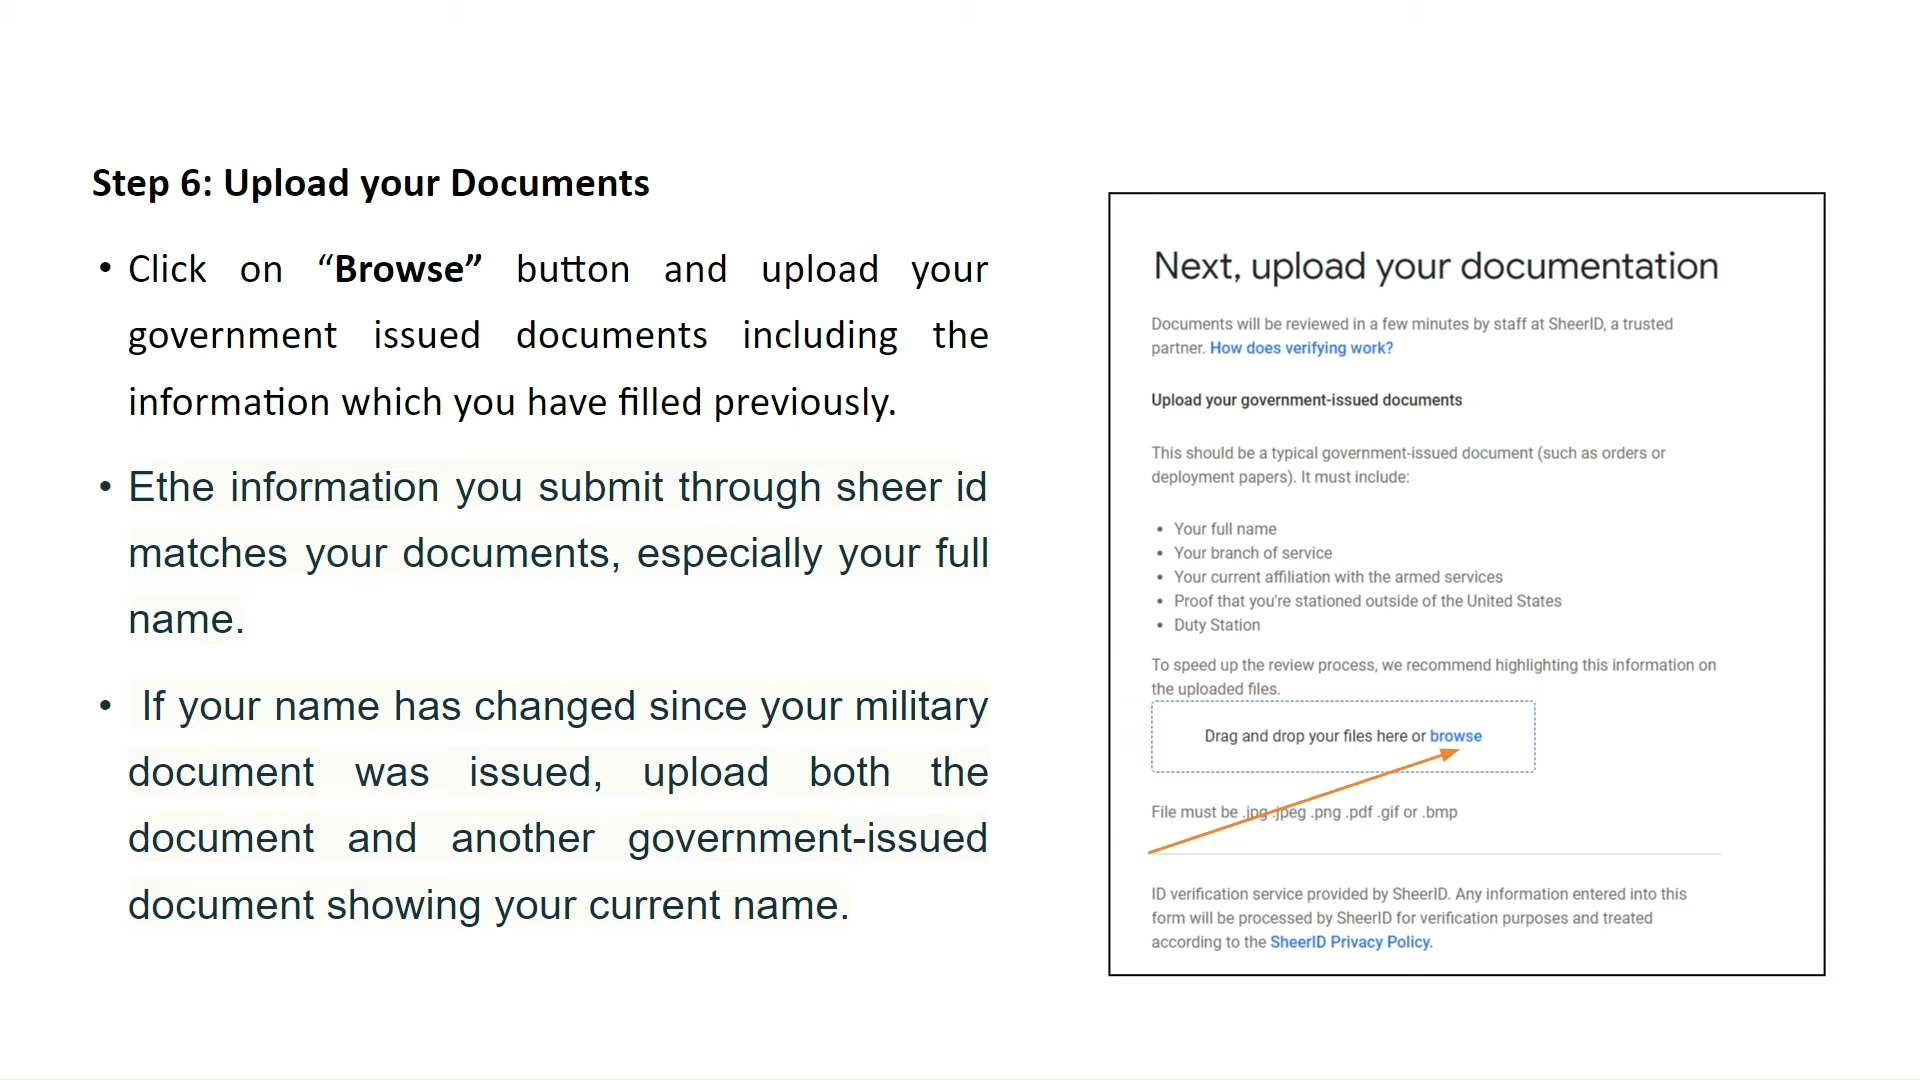 Step 6: Upload your Documents
• Click on “Browse” button and upload your
government issued documents including the
information which you have filled previously.
• Ethe information you submit through sheer id
matches your documents, especially your full
name.
• If your name has changed since your military
document was issued, upload both the
document and another government-issued
document showing your current name.
Next, upload your documentation
Documents will be reviewed in a few minutes by staff at SheerID, a trusted
partner. How does verifying work?
Upload your government-issued documents
This should be a typical government-issued document (such as orders or
deployment papers). It must include:
• Your full name
• Your branch of service
• Your current affiliation with the armed services
• Proof that you're stationed outside of the United States
• Duty Station
To speed up the review process, we recommend highlighting this information on
the uploaded files.
Drag and drop your files here or browse
File must be .jpg .jpeg .png .pdf .gif or .bmp
ID verification service provided by SheerID. Any information entered into this
form will be processed by SheerID for verification purposes and treated
according to the SheerID Privacy Policy.